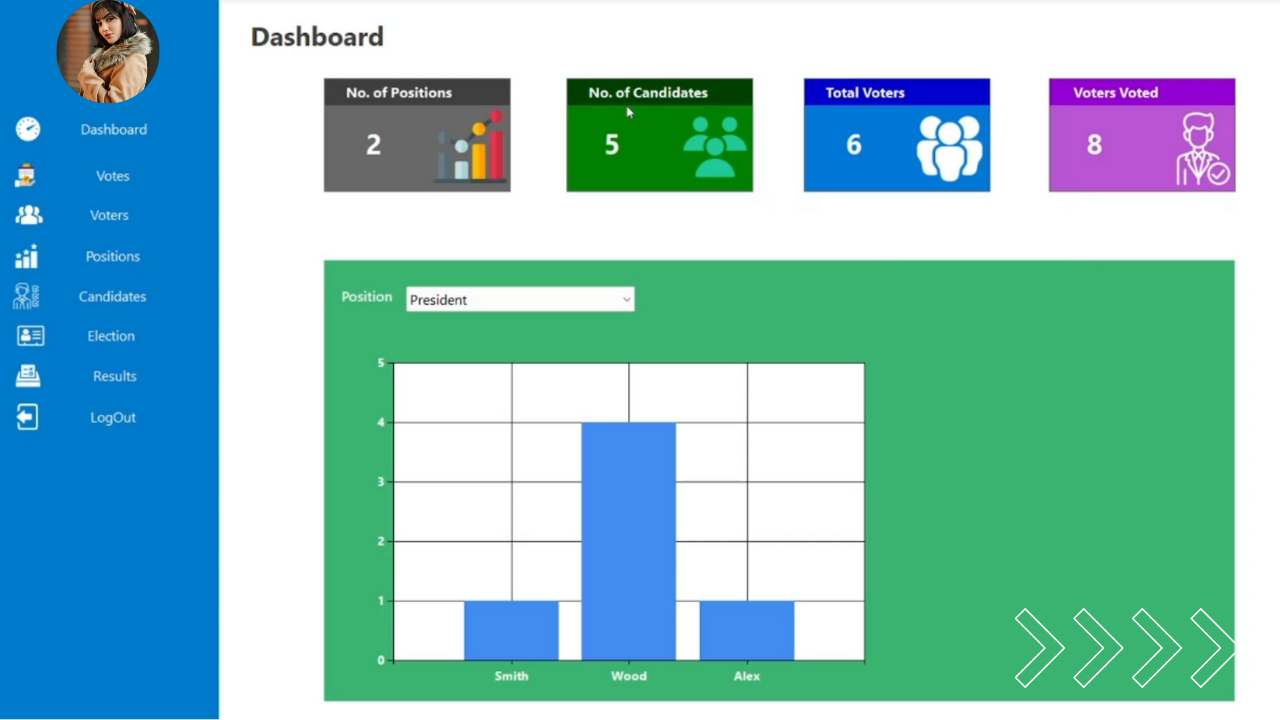 Dashboard
No. of Positions
2
No. of Candidates
5
Total Voters
6
Voters Voted
8
Dashboard
Votes
Voters
Positions
Candidates
Election
Results
LogOut
Position President
5
4
3
2
1
0
Smith Wood Alex